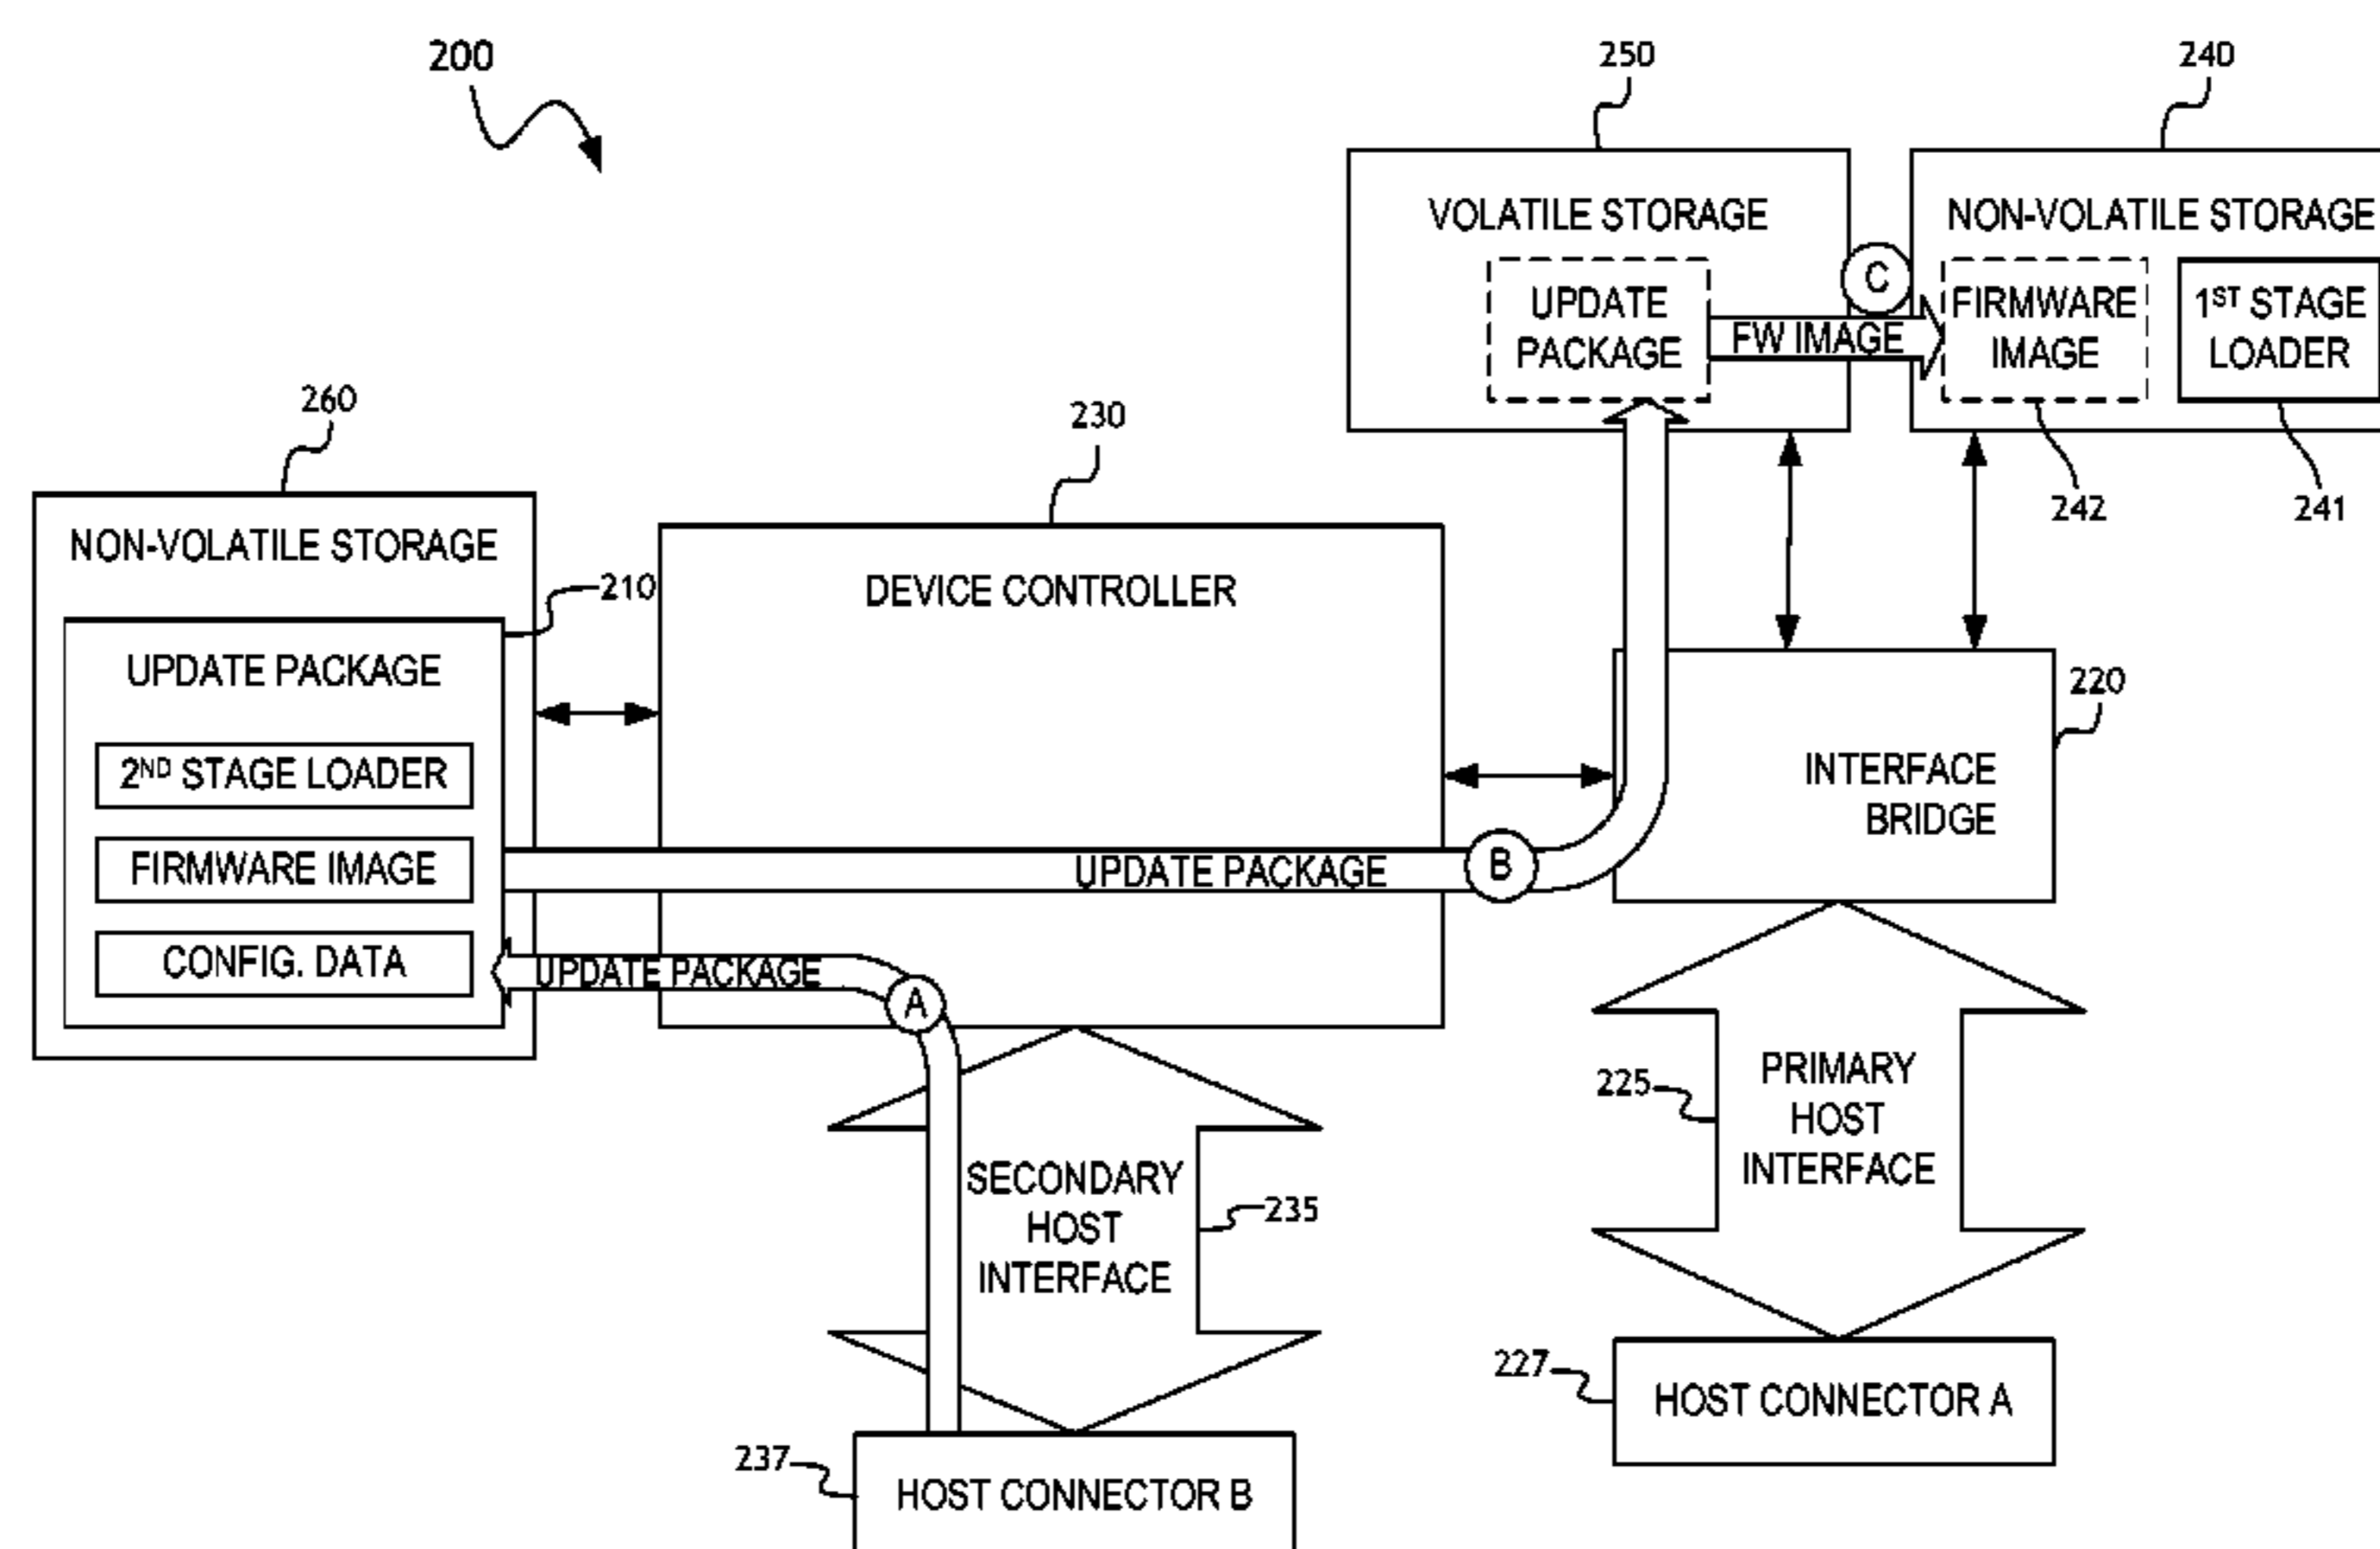 200
250
240
VOLATILE STORAGE
NON-VOLATILE STORAGE
C
UPDATE
PACKAGE
FW IMAGE
FIRMWARE
IMAGE
1ST STAGE
LOADER
242
241
260
230
NON-VOLATILE STORAGE
210
DEVICE CONTROLLER
UPDATE PACKAGE
2ND STAGE LOADER
FIRMWARE IMAGE
CONFIG. DATA
220
INTERFACE
BRIDGE
UPDATE PACKAGE
B
UPDATE PACKAGE
A
SECONDARY
HOST
INTERFACE
235
225
PRIMARY
HOST
INTERFACE
227
HOST CONNECTOR A
237
HOST CONNECTOR B